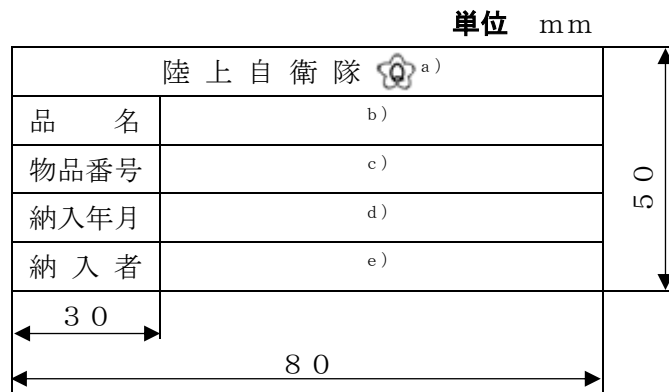 単位 mm
陸上自衛隊 Q a)
品 名 b)
物品番号 c)
納入年月 d)
納入者 e)
50
30
80